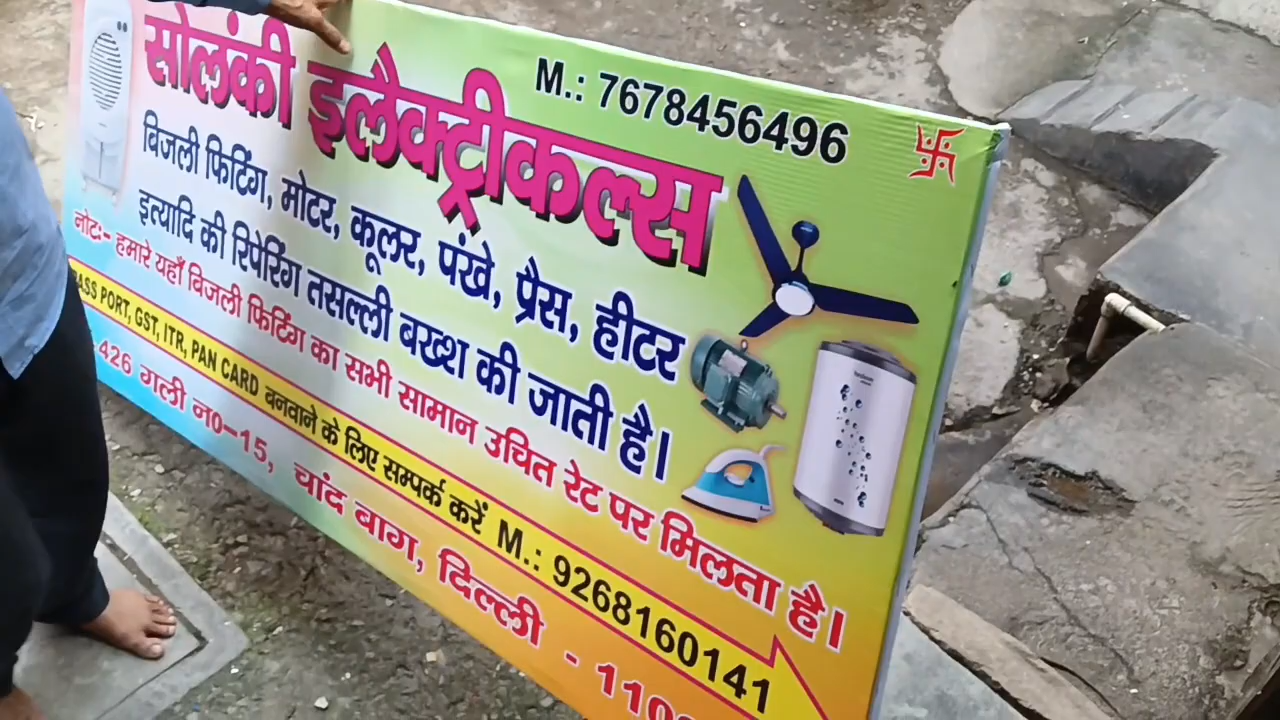 M.: 7678456496
सोलंकी इलैक्ट्रीकल्स
बिजली फिटिंग, मोटर, कूलर, पंखे, प्रैस, हीटर
इत्यादि की रिपेरिंग तसल्ली बख्श की जाती है।
नोटः- हमारे यहाँ बिजली फिटिंग का सभी सामान उचित रेट पर मिलता है।
PASS PORT, GST, ITR, PAN CARD बनवाने के लिए सम्पर्क करें M.: 9268160141
426 गली न0-15, चांद बाग, दिल्ली - 110